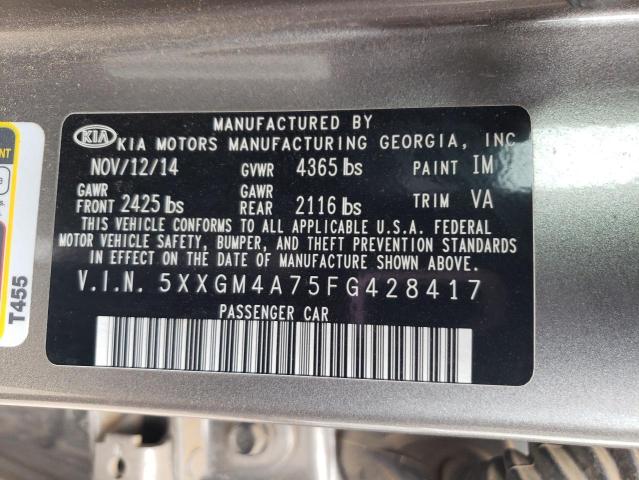 KIA
MANUFACTURED BY
KIA MOTORS MANUFACTURING GEORGIA, INC
NOV/12/14 GVWR 4365 lbs PAINT IM
GAWR FRONT 2425 lbs GAWR REAR 2116 lbs TRIM VA
THIS VEHICLE CONFORMS TO ALL APPLICABLE U.S.A. FEDERAL
MOTOR VEHICLE SAFETY, BUMPER, AND THEFT PREVENTION STANDARDS
IN EFFECT ON THE DATE OF MANUFACTURE SHOWN ABOVE.
V.I.N. 5XXGM4A75FG428417
PASSENGER CAR
T455